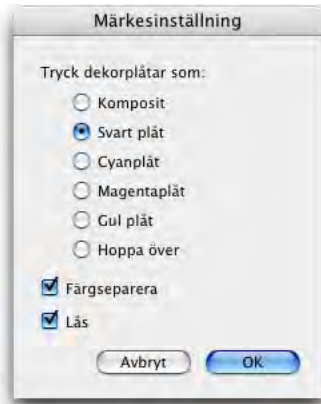 Märkesinställning
Tryck dekorplåtar som:
Komposit
Svart plåt
Cyanplåt
Magentaplåt
Gul plåt
Hoppa över
Färgseparera
Lås
Avbryt
OK